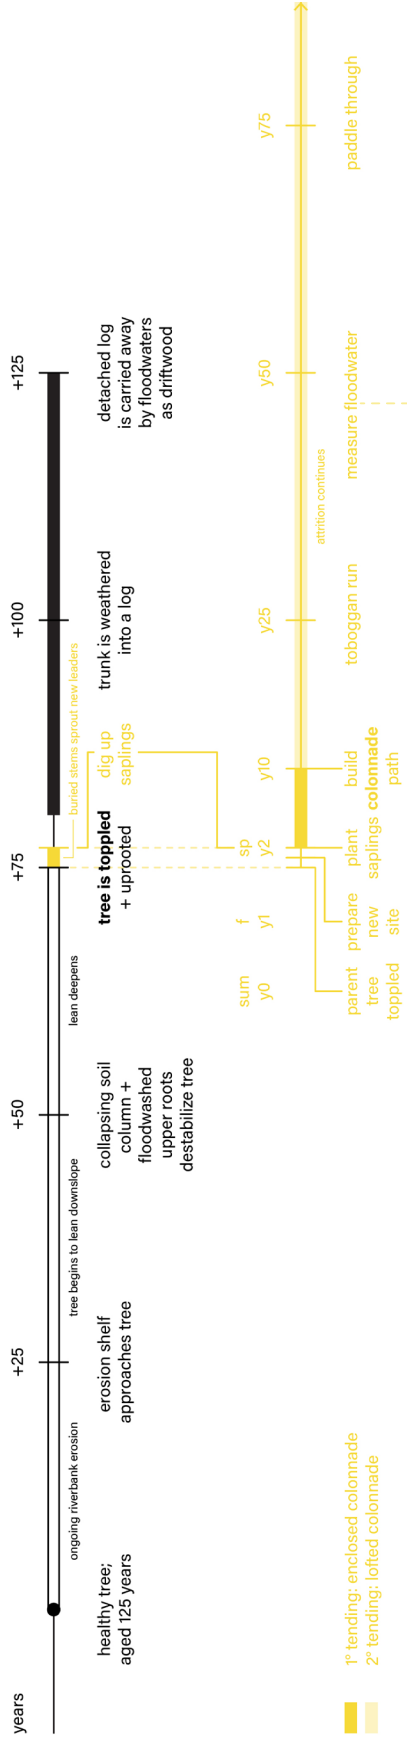 years
+25
+50
+75
+100
+125
ongoing riverbank erosion
tree begins to lean downslope
lean deepens
buried stems sprout new leaders
healthy tree;
aged 125 years
erosion shelf
approaches tree
collapsing soil
column +
floodwashed
upper roots
destabilize tree
tree is toppled
+ uprooted
dig up
saplings
trunk is weathered
into a log
detached log
is carried away
by floodwaters
as driftwood
sum
f
sp
y0
y1
y2
y10
y25
y50
y75
attrition continues
parent
tree
toppled
prepare
new
site
plant
saplings
build
colonnade
path
toboggan run
measure floodwater
paddle through
1° tending: enclosed colonnade
2° tending: lofted colonnade